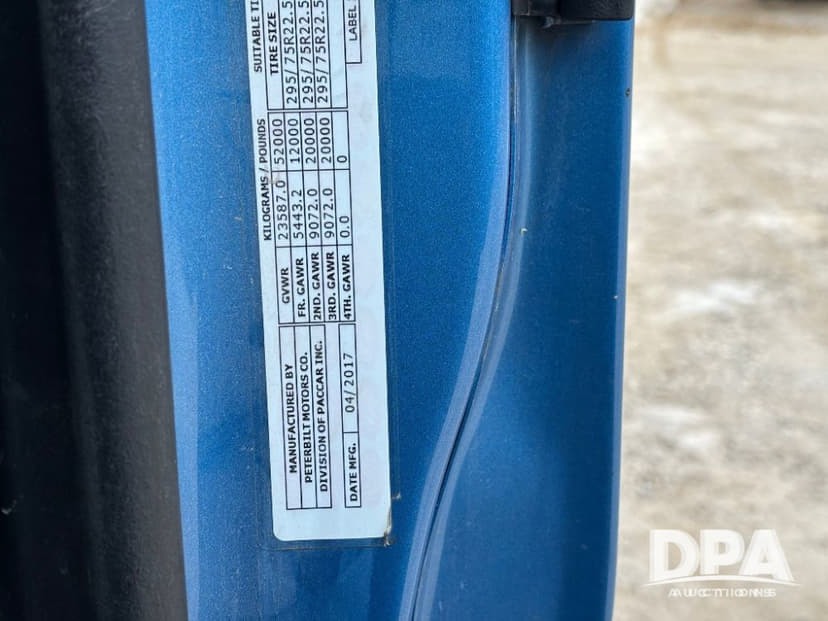 MANUFACTURED BY
PETERBILT MOTORS CO.
DIVISION OF PACCAR INC.
DATE MFG. 04/2017
KILOGRAMS / POUNDS
GVWR 23587.0 52000
FR. GAWR 5443.2 12000
2ND. GAWR 9072.0 20000
3RD. GAWR 9072.0 20000
4TH. GAWR 0.0 0
SUITABLE
TIRE SIZE
295/75R22.5
295/75R22.5
295/75R22.5
LABEL
DPA
AUCTIONS